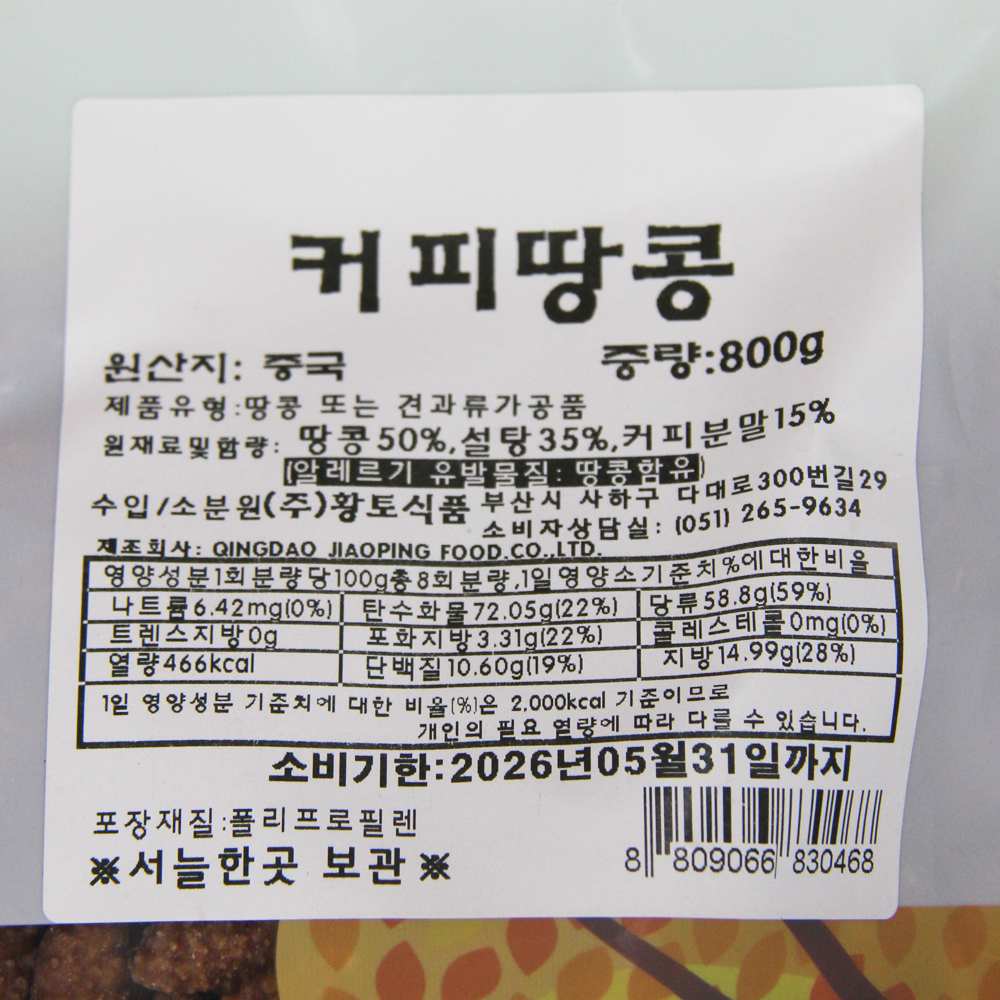 커피땅콩
원산지: 중국 중량:800g
제품유형:땅콩 또는 견과류가공품
원재료및함량: 땅콩50%,설탕35%,커피분말15%
(알레르기 유발물질: 땅콩함유)
수입/소분원(주)황토식품 부산시 사하구 다대로300번길29
소비자상담실: (051) 265-9634
제조회사: QINGDAO JIAOPING FOOD.CO.,LTD.
영양성분1회분량당100g총8회분량,1일영양소기준치%에대한비율
나트륨6.42mg(0%) 탄수화물72.05g(22%) 당류58.8g(59%)
트렌스지방0g 포화지방3.31g(22%) 콜레스테롤0mg(0%)
열량466kcal 단백질10.60g(19%) 지방14.99g(28%)
1일 영양성분 기준치에 대한 비율(%)은 2,000kcal 기준이므로
개인의 필요 열량에 따라 다를 수 있습니다.
소비기한:2026년05월31일까지
포장재질:폴리프로필렌
※서늘한곳 보관※
8 809066 830468